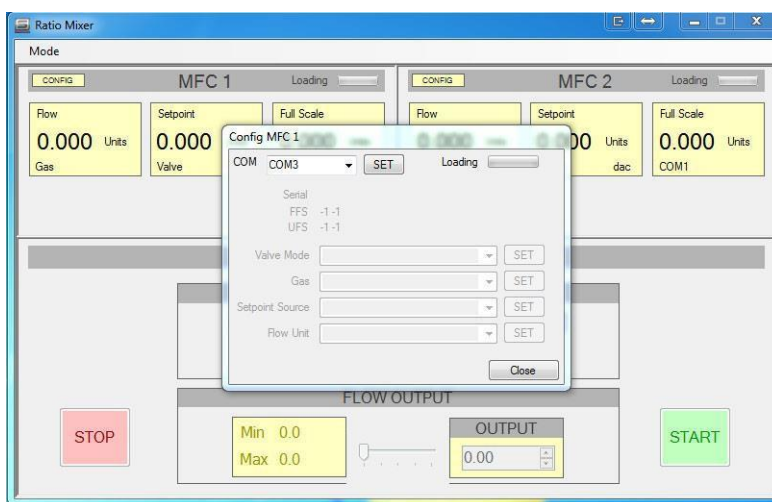 Ratio Mixer
Mode
CONFIG MFC 1 Loading
CONFIG MFC 2 Loading
Flow Setpoint Full Scale
0.000 Units 0.000
Gas Valve
Flow Setpoint Full Scale
Units 0.000 Units
dac COM1
Config MFC 1
COM COM3 SET Loading
Serial
FFS -1 -1
UFS -1 -1
Valve Mode SET
Gas SET
Setpoint Source SET
Flow Unit SET
Close
FLOW OUTPUT
STOP
Min 0.0
Max 0.0
OUTPUT
0.00
START